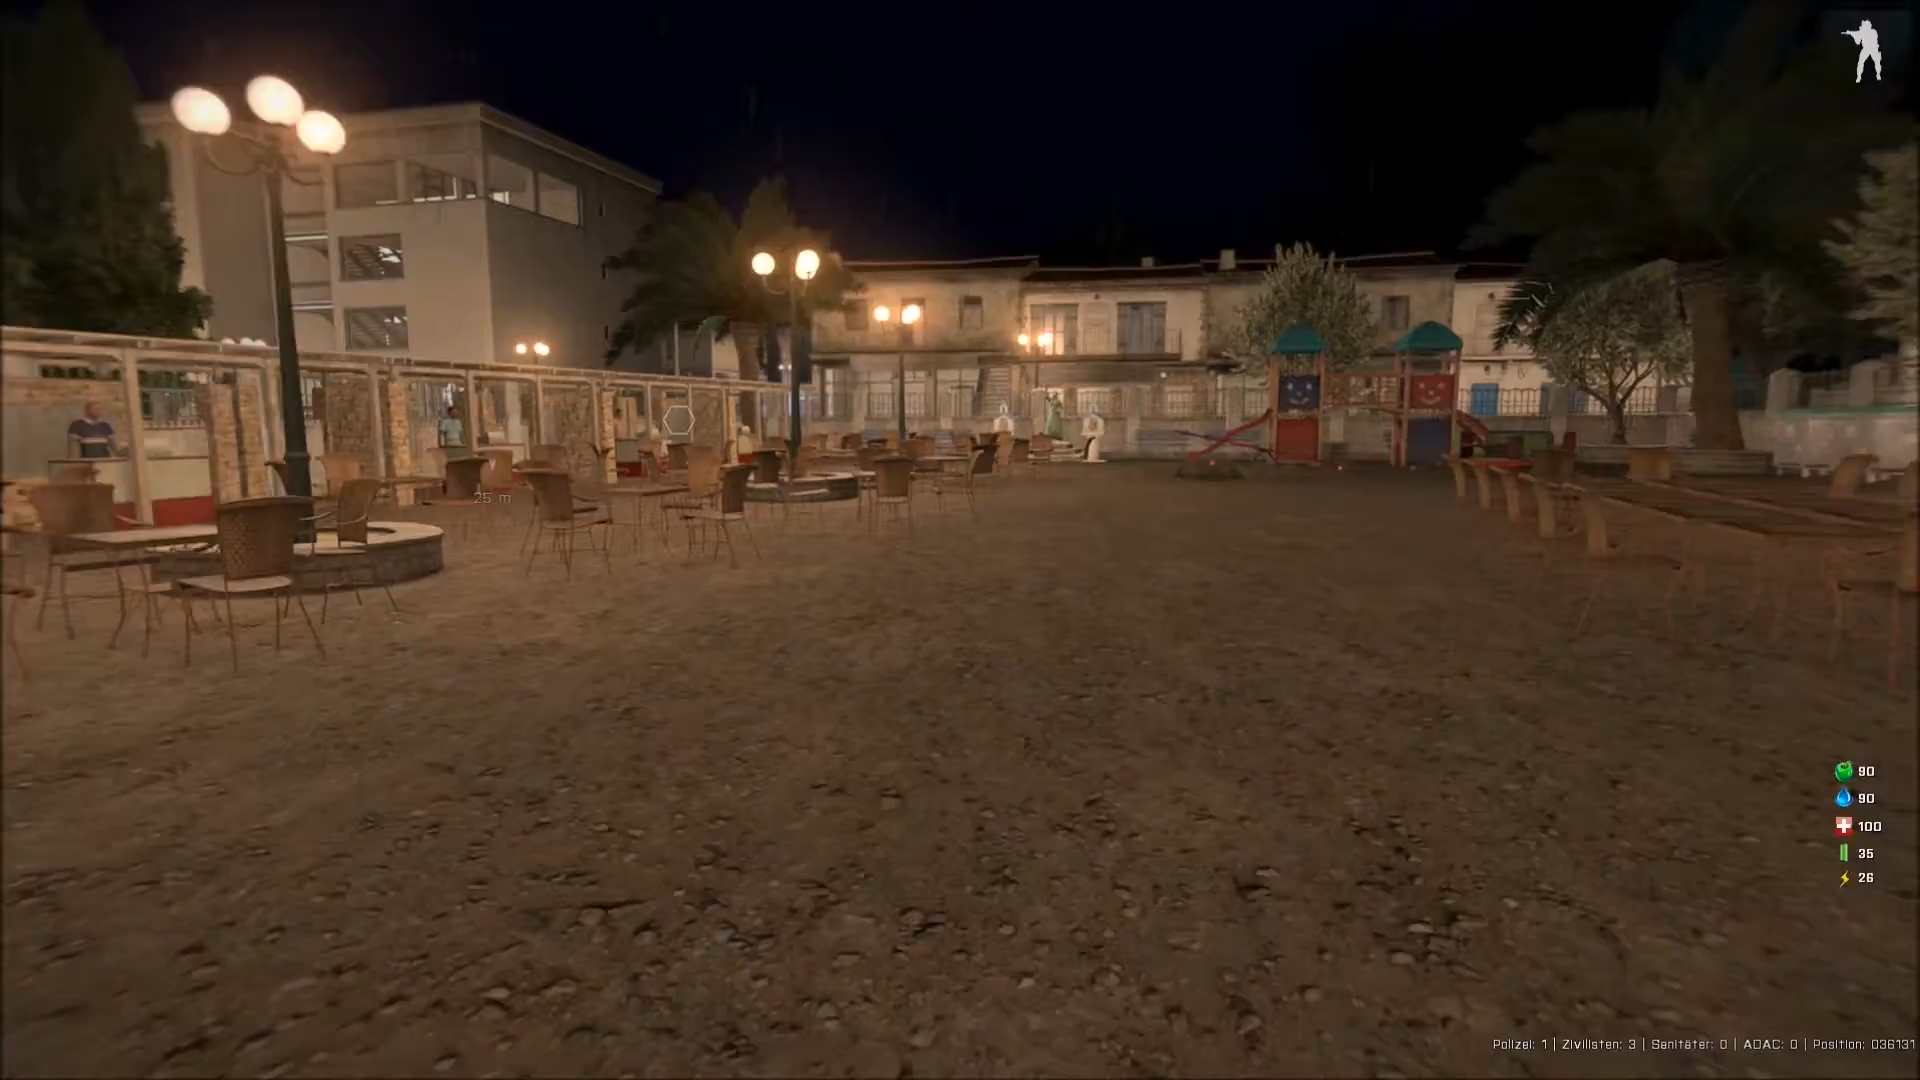 25 m
90
90
100
35
26
Polizei: 1 | Zivilisten: 3 | Sanitäter: 0 | ADAC: 0 | Position: 036131